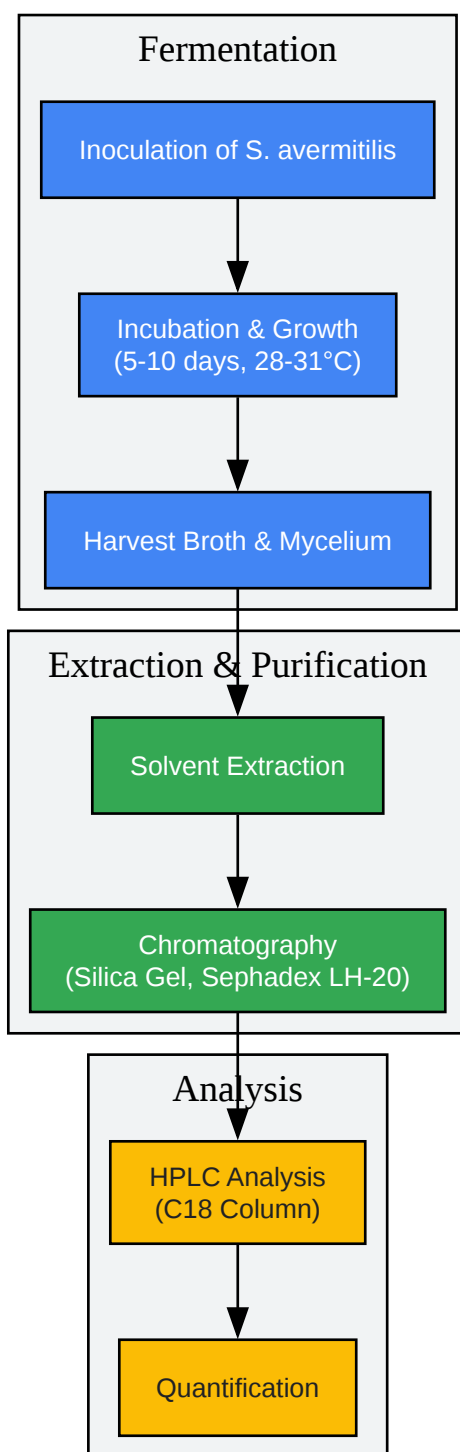 Fermentation
Inoculation of S. avermitilis
Incubation & Growth
(5-10 days, 28-31°C)
Harvest Broth & Mycelium
Extraction & Purification
Solvent Extraction
Chromatography
(Silica Gel, Sephadex LH-20)
Analysis
HPLC Analysis
(C18 Column)
Quantification